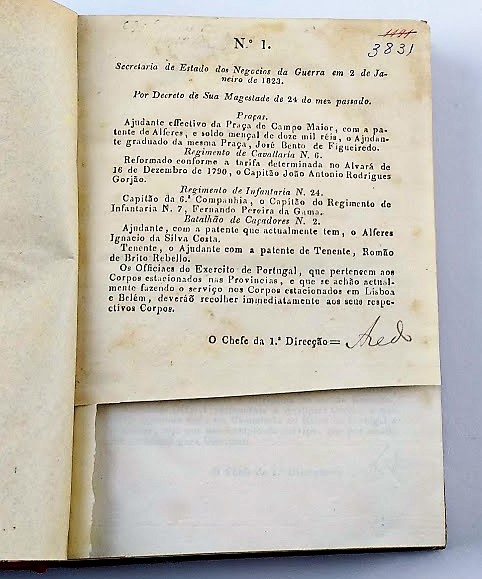 3831
N.º 1.
Secretaria de Estado dos Negocios da Guerra em 2 de Ja-
neiro de 1823.
Por Decreto de Sua Magestade de 24 do mez passado.
Praças.
Ajudante effectivo da Praça de Campo Maior, com a pa-
tente de Alferes, e soldo mençal de doze mil réis, o Ajudan-
te graduado da mesma Praça, José Bento de Figueiredo.
Regimento de Cavallaria N. 6.
Reformado conforme a tarifa determinada no Alvará de
16 de Dezembro de 1790, o Capitão João Antonio Rodrigues
Gorjão.
Regimento de Infantaria N. 24.
Capitão da 6.ª Companhia, o Capitão do Regimento de
Infantaria N. 7, Fernando Pereira da Gama.
Batalhão de Caçadores N. 2.
Ajudante, com a patente que actualmente tem, o Alferes
Ignacio da Silva Costa.
Tenente, o Ajudante com a patente de Tenente, Romão
de Brito Rebello.
Os Officiaes do Exercito de Portugal, que pertencem aos
Corpos estacionados nas Provincias, e que se achão actual-
mente fazendo o serviço nos Corpos estacionados em Lisboa
e Belém, deverãõ recolher immediatamente aos seus respe-
ctivos Corpos.
O Chefe da 1.ª Direcção =